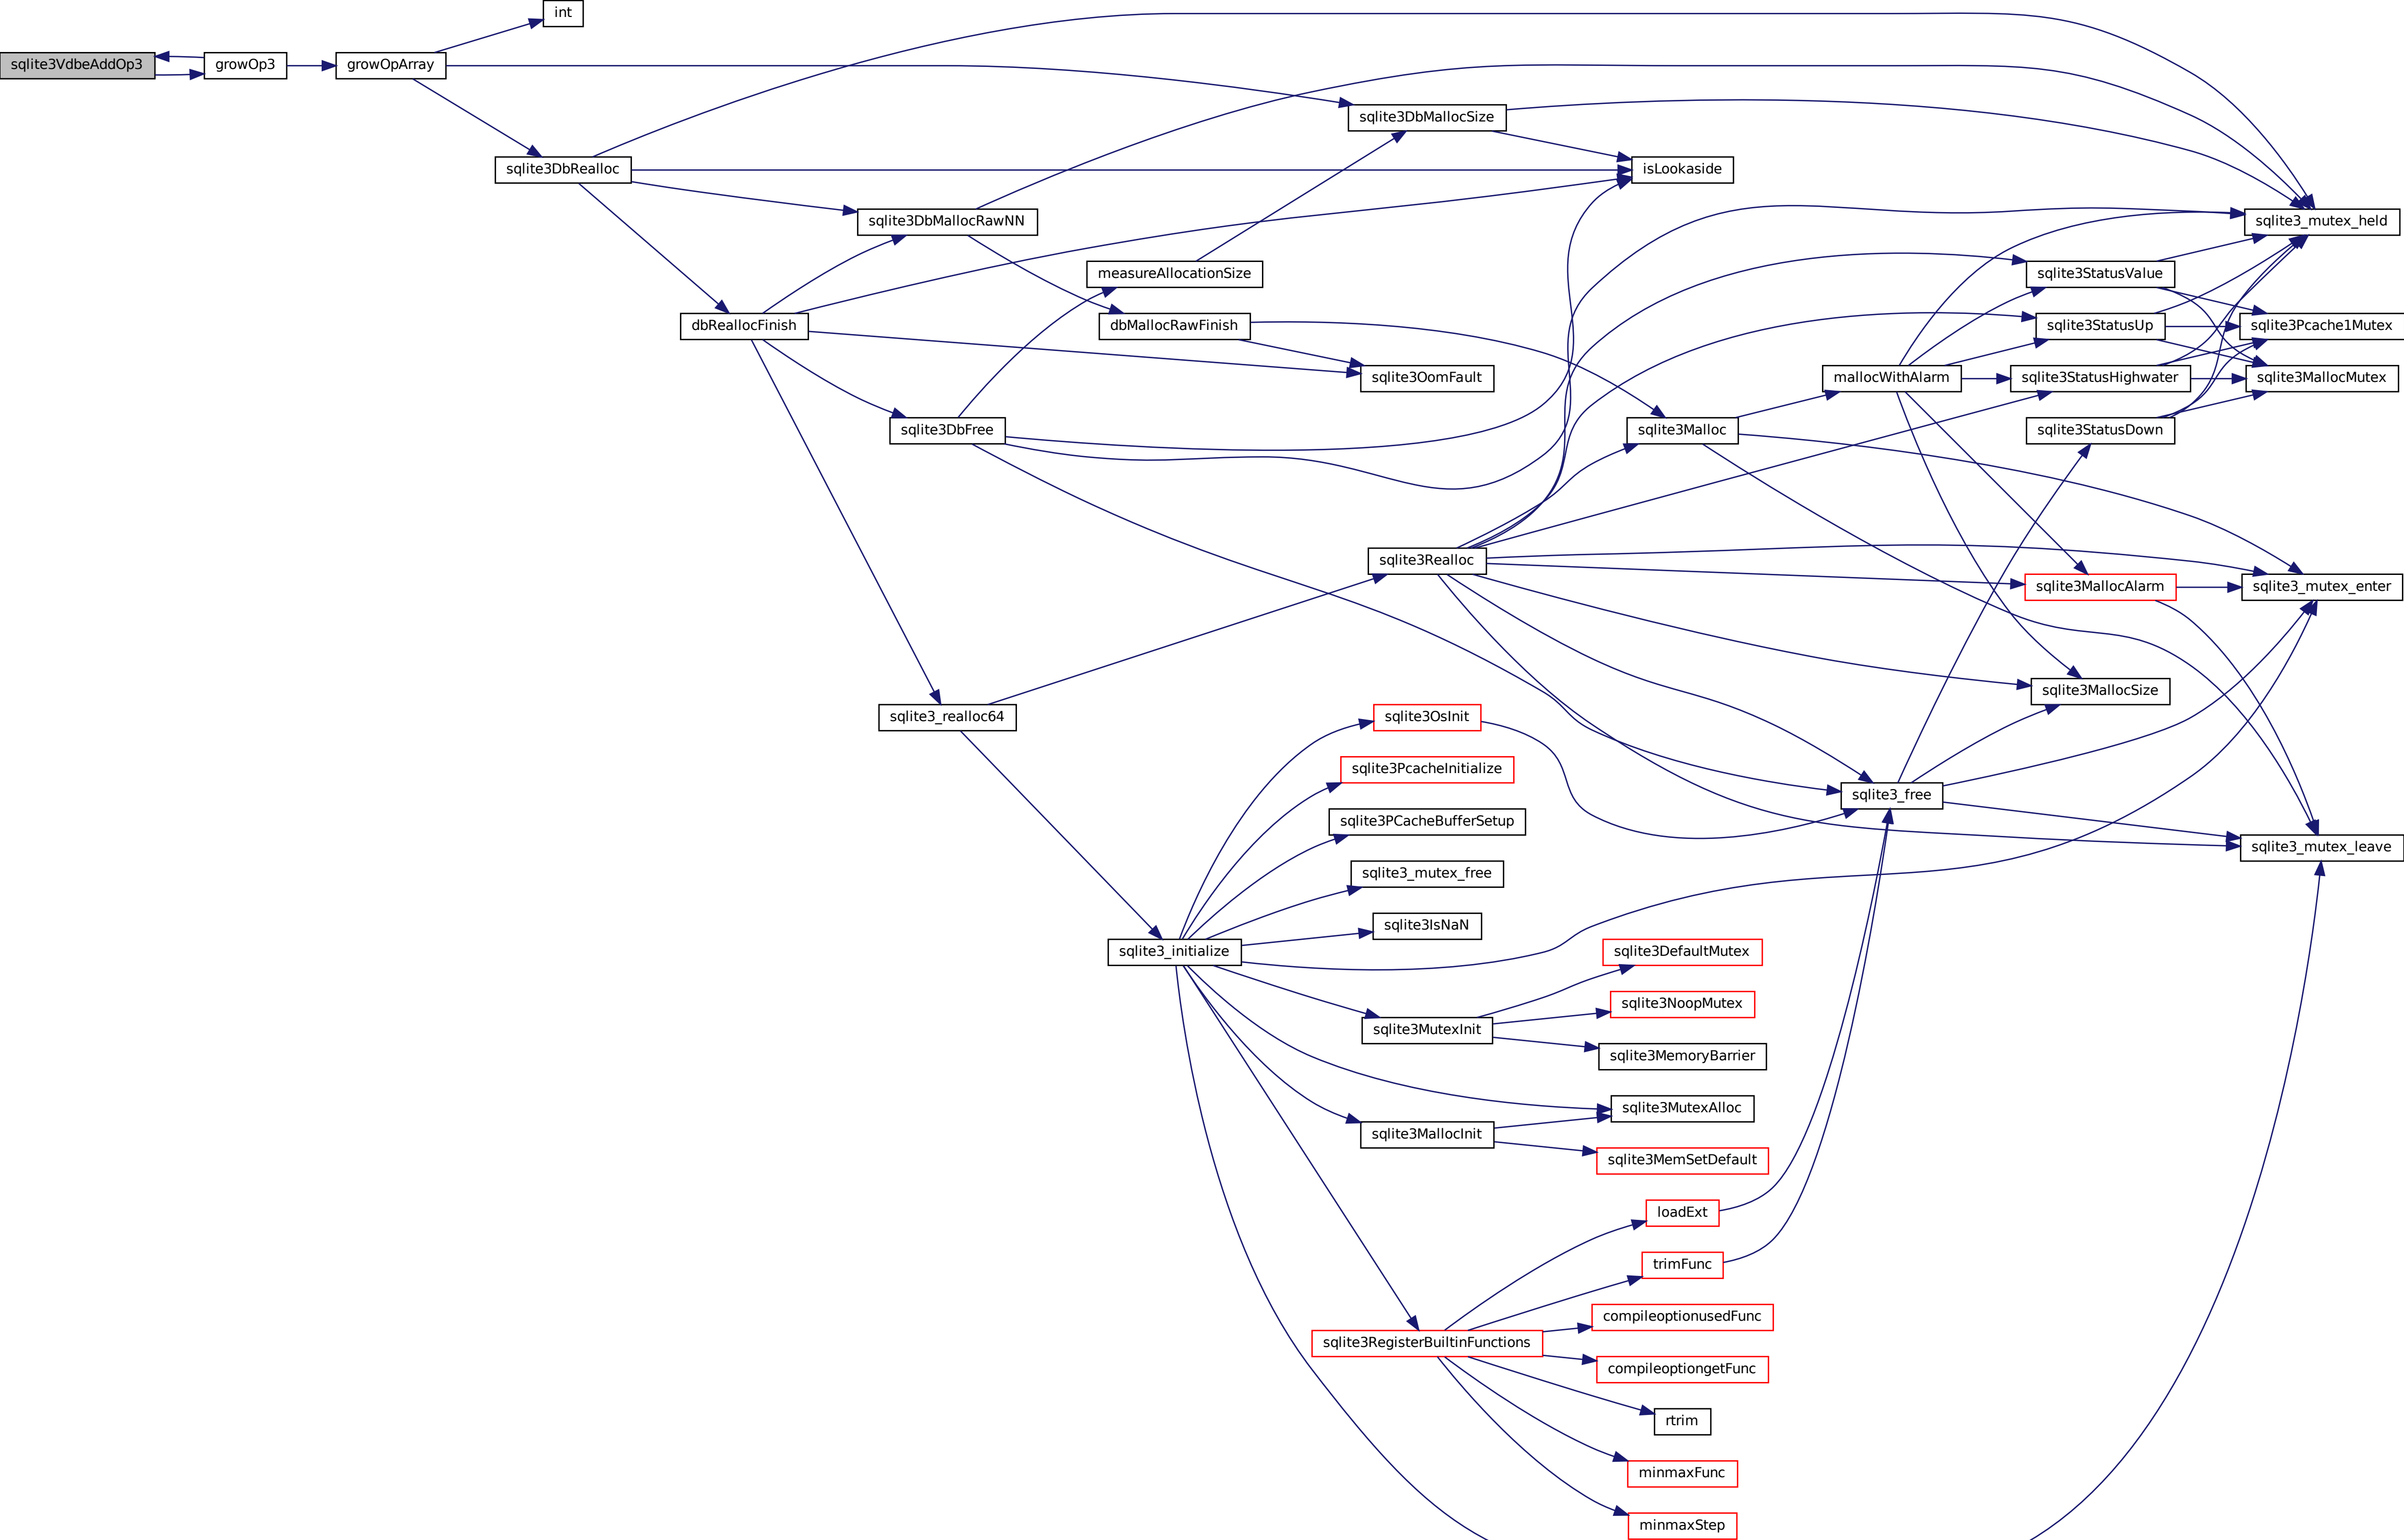 int
sqlite3VdbeAddOp3
growOp3
growOpArray
sqlite3DbMallocSize
sqlite3DbRealloc
isLookaside
sqlite3DbMallocRawNN
sqlite3_mutex_held
measureAllocationSize
sqlite3StatusValue
dbReallocFinish
dbMallocRawFinish
sqlite3StatusUp
sqlite3Pcache1Mutex
sqlite3OomFault
mallocWithAlarm
sqlite3StatusHighwater
sqlite3MallocMutex
sqlite3DbFree
sqlite3Malloc
sqlite3StatusDown
sqlite3Realloc
sqlite3MallocAlarm
sqlite3_mutex_enter
sqlite3MallocSize
sqlite3_realloc64
sqlite3OsInit
sqlite3PcacheInitialize
sqlite3_free
sqlite3PCacheBufferSetup
sqlite3_mutex_leave
sqlite3_mutex_free
sqlite3IsNaN
sqlite3_initialize
sqlite3DefaultMutex
sqlite3NoopMutex
sqlite3MutexInit
sqlite3MemoryBarrier
sqlite3MutexAlloc
sqlite3MallocInit
sqlite3MemSetDefault
loadExt
trimFunc
compileoptionusedFunc
sqlite3RegisterBuiltinFunctions
compileoptiongetFunc
rtrim
minmaxFunc
minmaxStep